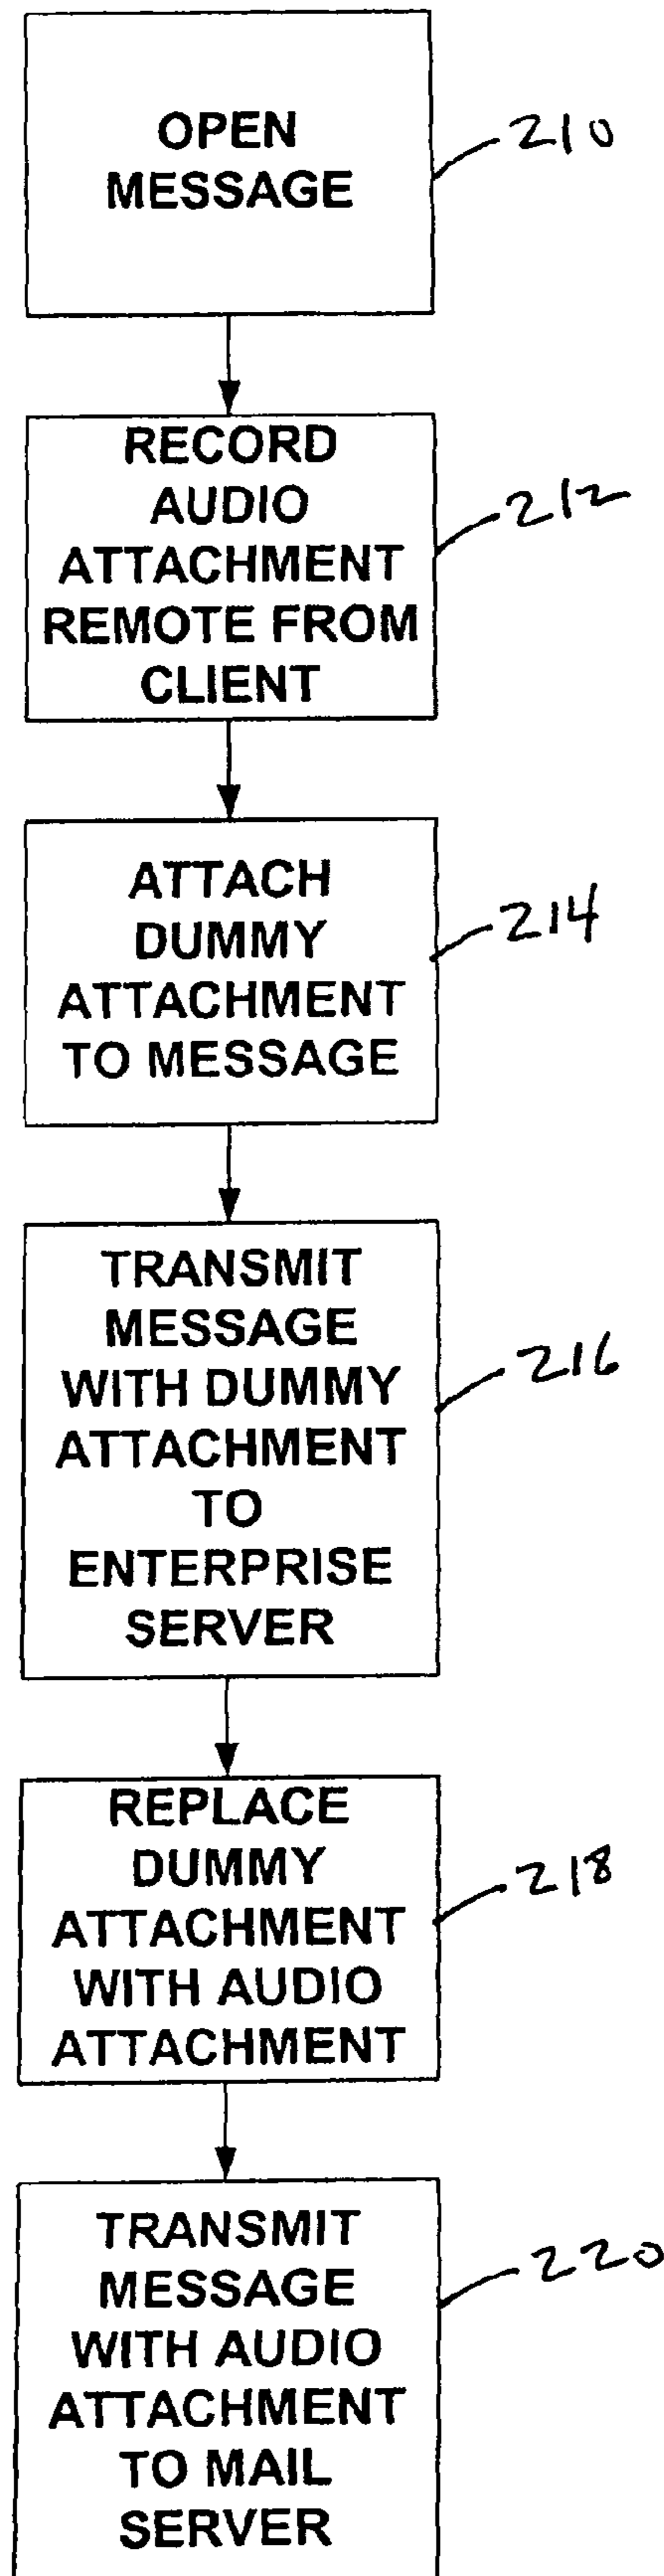 OPEN
MESSAGE
210
RECORD
AUDIO
ATTACHMENT
REMOTE FROM
CLIENT
212
ATTACH
DUMMY
ATTACHMENT
TO MESSAGE
214
TRANSMIT
MESSAGE
WITH DUMMY
ATTACHMENT
TO
ENTERPRISE
SERVER
216
REPLACE
DUMMY
ATTACHMENT
WITH AUDIO
ATTACHMENT
218
TRANSMIT
MESSAGE
WITH AUDIO
ATTACHMENT
TO MAIL
SERVER
220